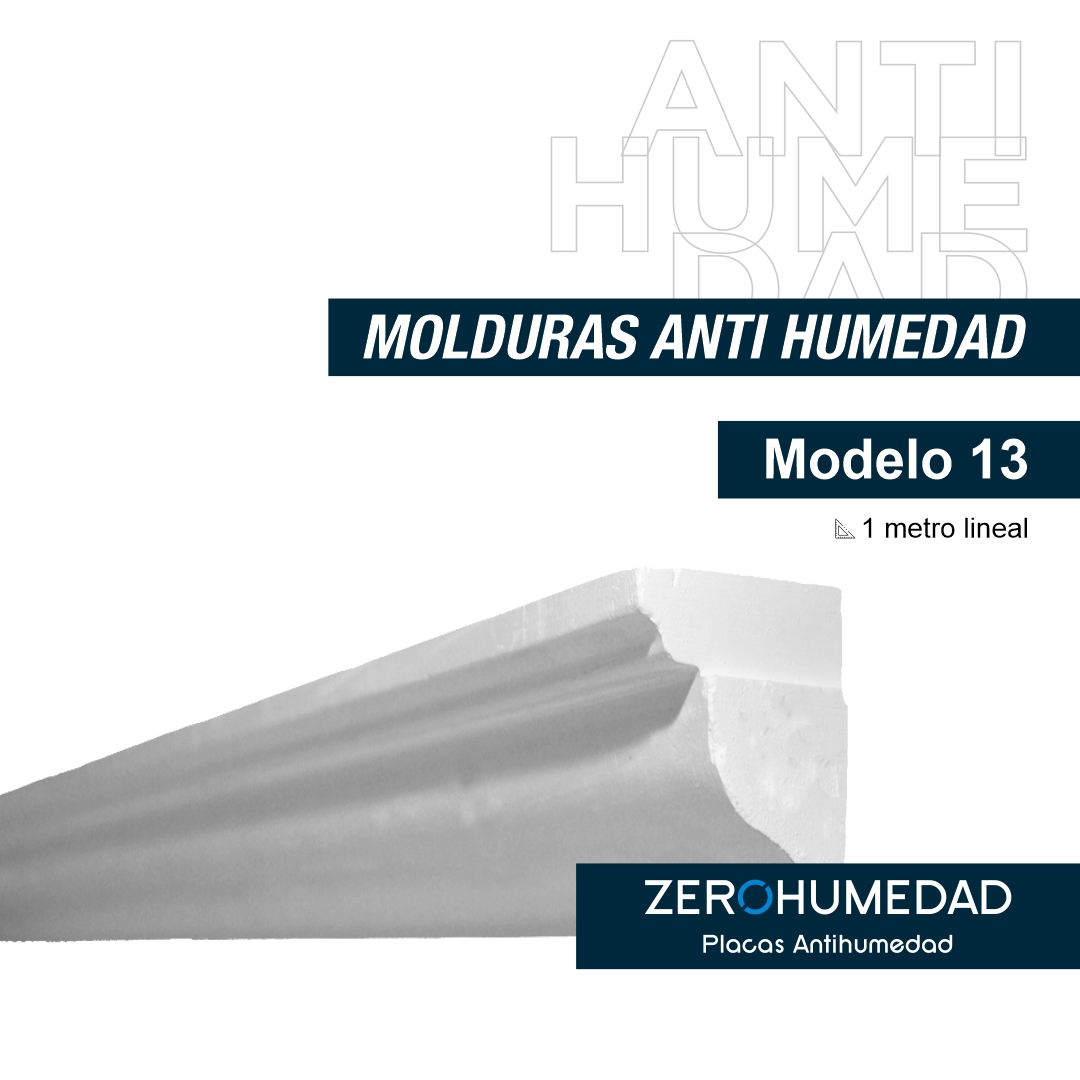 ANTI
HUME
DAD
MOLDURAS ANTI HUMEDAD
Modelo 13
1 metro lineal
ZEROHUMEDAD
Placas Antihumedad